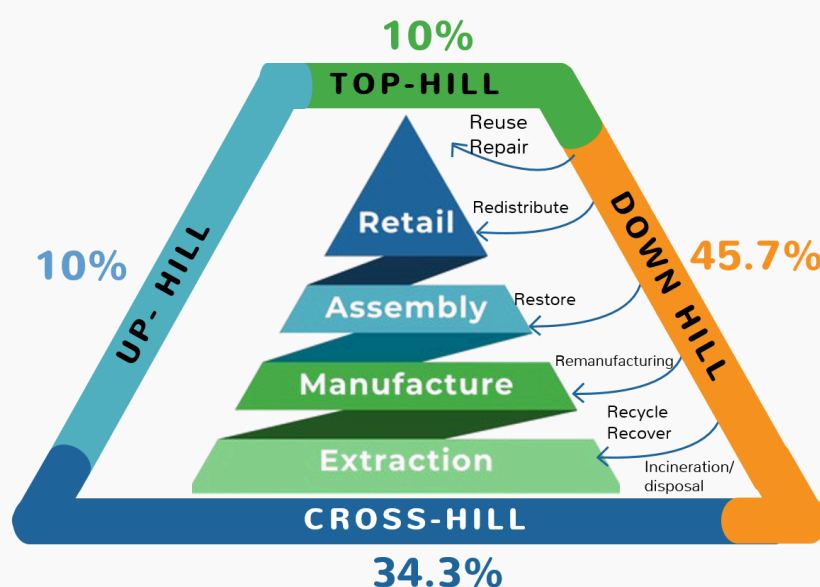 10%
TOP-HILL
Reuse
Repair
Retail
Redistribute
UP- HILL
10%
DOWN HILL
45.7%
Assembly
Restore
Manufacture
Remanufacturing
Recycle
Recover
Extraction
Incineration/
disposal
CROSS-HILL
34.3%